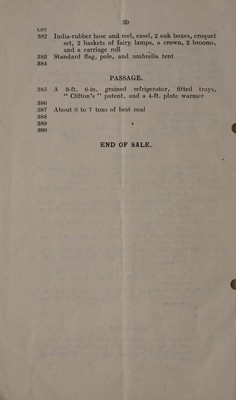 20
LOT
382 India-rubber hose and reel, easel, 2 oak boxes, croquet
set, 2 baskets of fairy lamps, a crown, 2 brooms,
and a carriage roll
383 Standard flag, pole, and umbrella tent
384
PASSAGE.
385 A 8-ft. 6-in. grained refrigerator, fitted trays,
“ Clifton's ” patent, and a 4-ft. plate warmer
386
387 About 6 to 7 tons of best coal
388
389
390
END OF SALE.